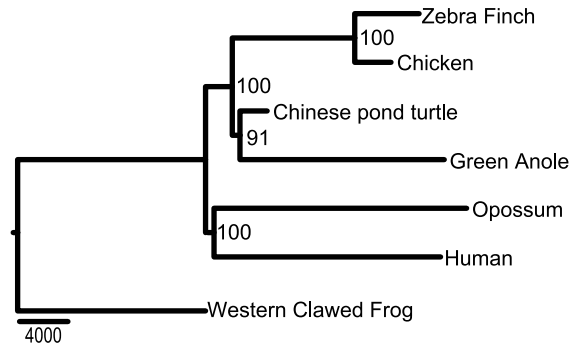 Zebra Finch
100
Chicken
100
Chinese pond turtle
91
Green Anole
Opossum
100
Human
Western Clawed Frog
4000